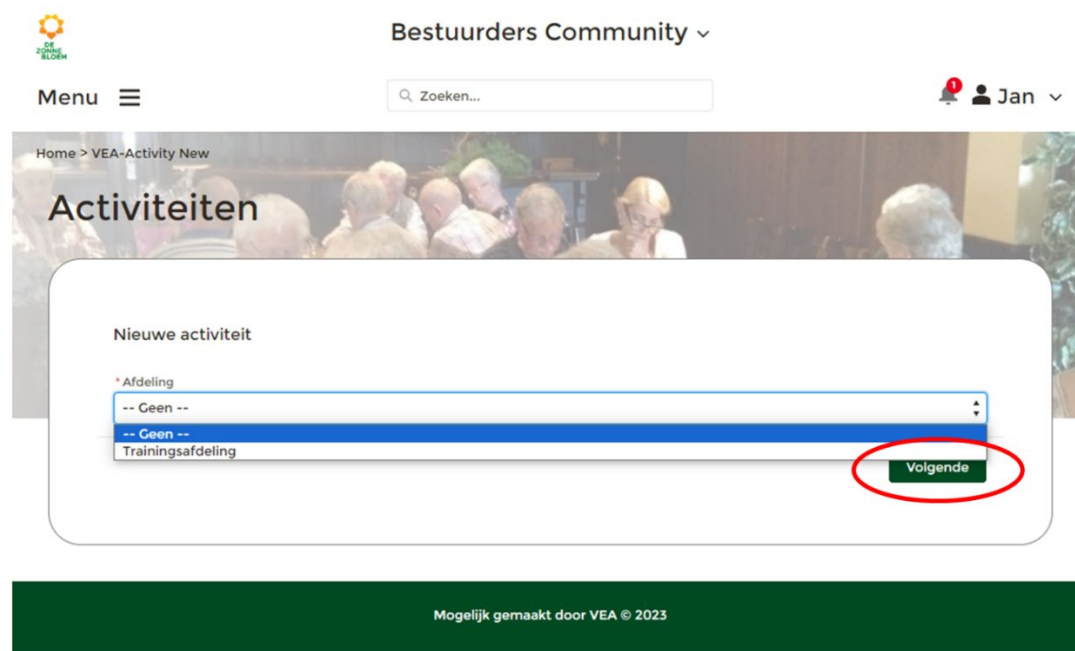 DE
ZONNE
BLOEM
Bestuurders Community
Menu
Zoeken...
1
Jan
Home > VEA-Activity New
Activiteiten
Nieuwe activiteit
* Afdeling
-- Geen --
-- Geen --
Trainingsafdeling
Volgende
Mogelijk gemaakt door VEA © 2023